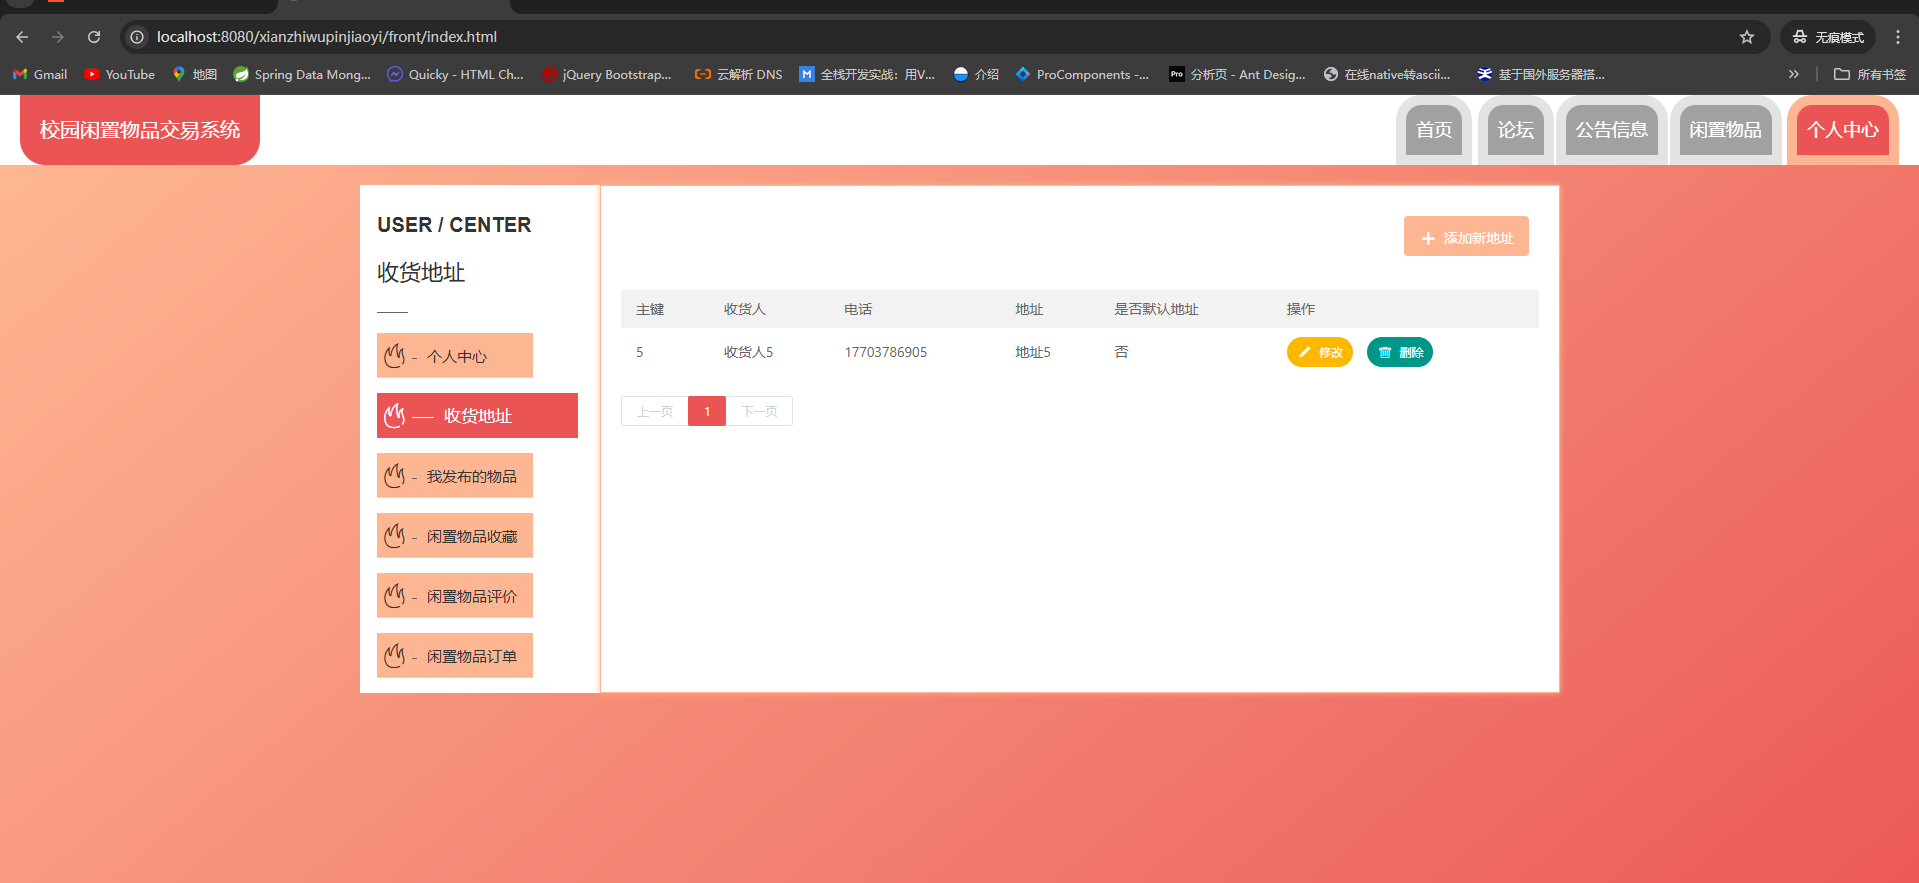 localhost:8080/xianzhiwupinjiaoyi/front/index.html
无痕模式
Gmail
YouTube
地图
Spring Data Mong...
Quicky - HTML Ch...
jQuery Bootstrap...
云解析 DNS
全栈开发实战：用V...
介绍
ProComponents -...
Pro
分析页 - Ant Desig...
在线native转ascii...
基于国外服务器搭...
所有书签
校园闲置物品交易系统
首页
论坛
公告信息
闲置物品
个人中心
USER / CENTER
收货地址
- 个人中心
收货地址
- 我发布的物品
- 闲置物品收藏
- 闲置物品评价
- 闲置物品订单
添加新地址
主键 收货人 电话 地址 是否默认地址 操作
5 收货人5 17703786905 地址5 否 修改 删除
上一页 1 下一页